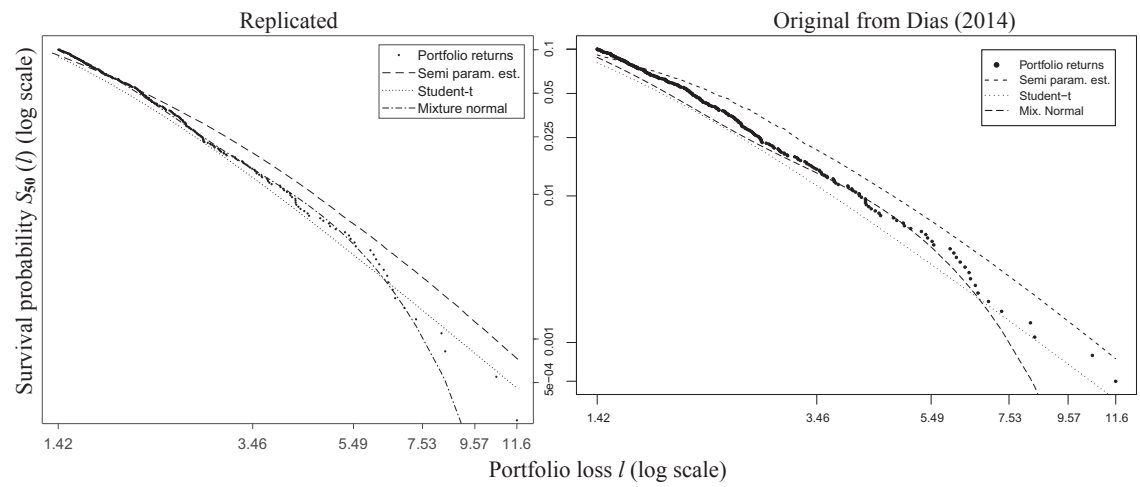 Replicated
Original from Dias (2014)
Survival probability S50 (l) (log scale)
Portfolio returns
Semi param. est.
Student-t
Mixture normal
1.42
3.46
5.49
7.53
9.57
11.6
0.1
0.05
0.025
0.01
0.001
5e−04
Portfolio returns
Semi param. est.
Student−t
Mix. Normal
1.42
3.46
5.49
7.53
9.57
11.6
Portfolio loss l (log scale)